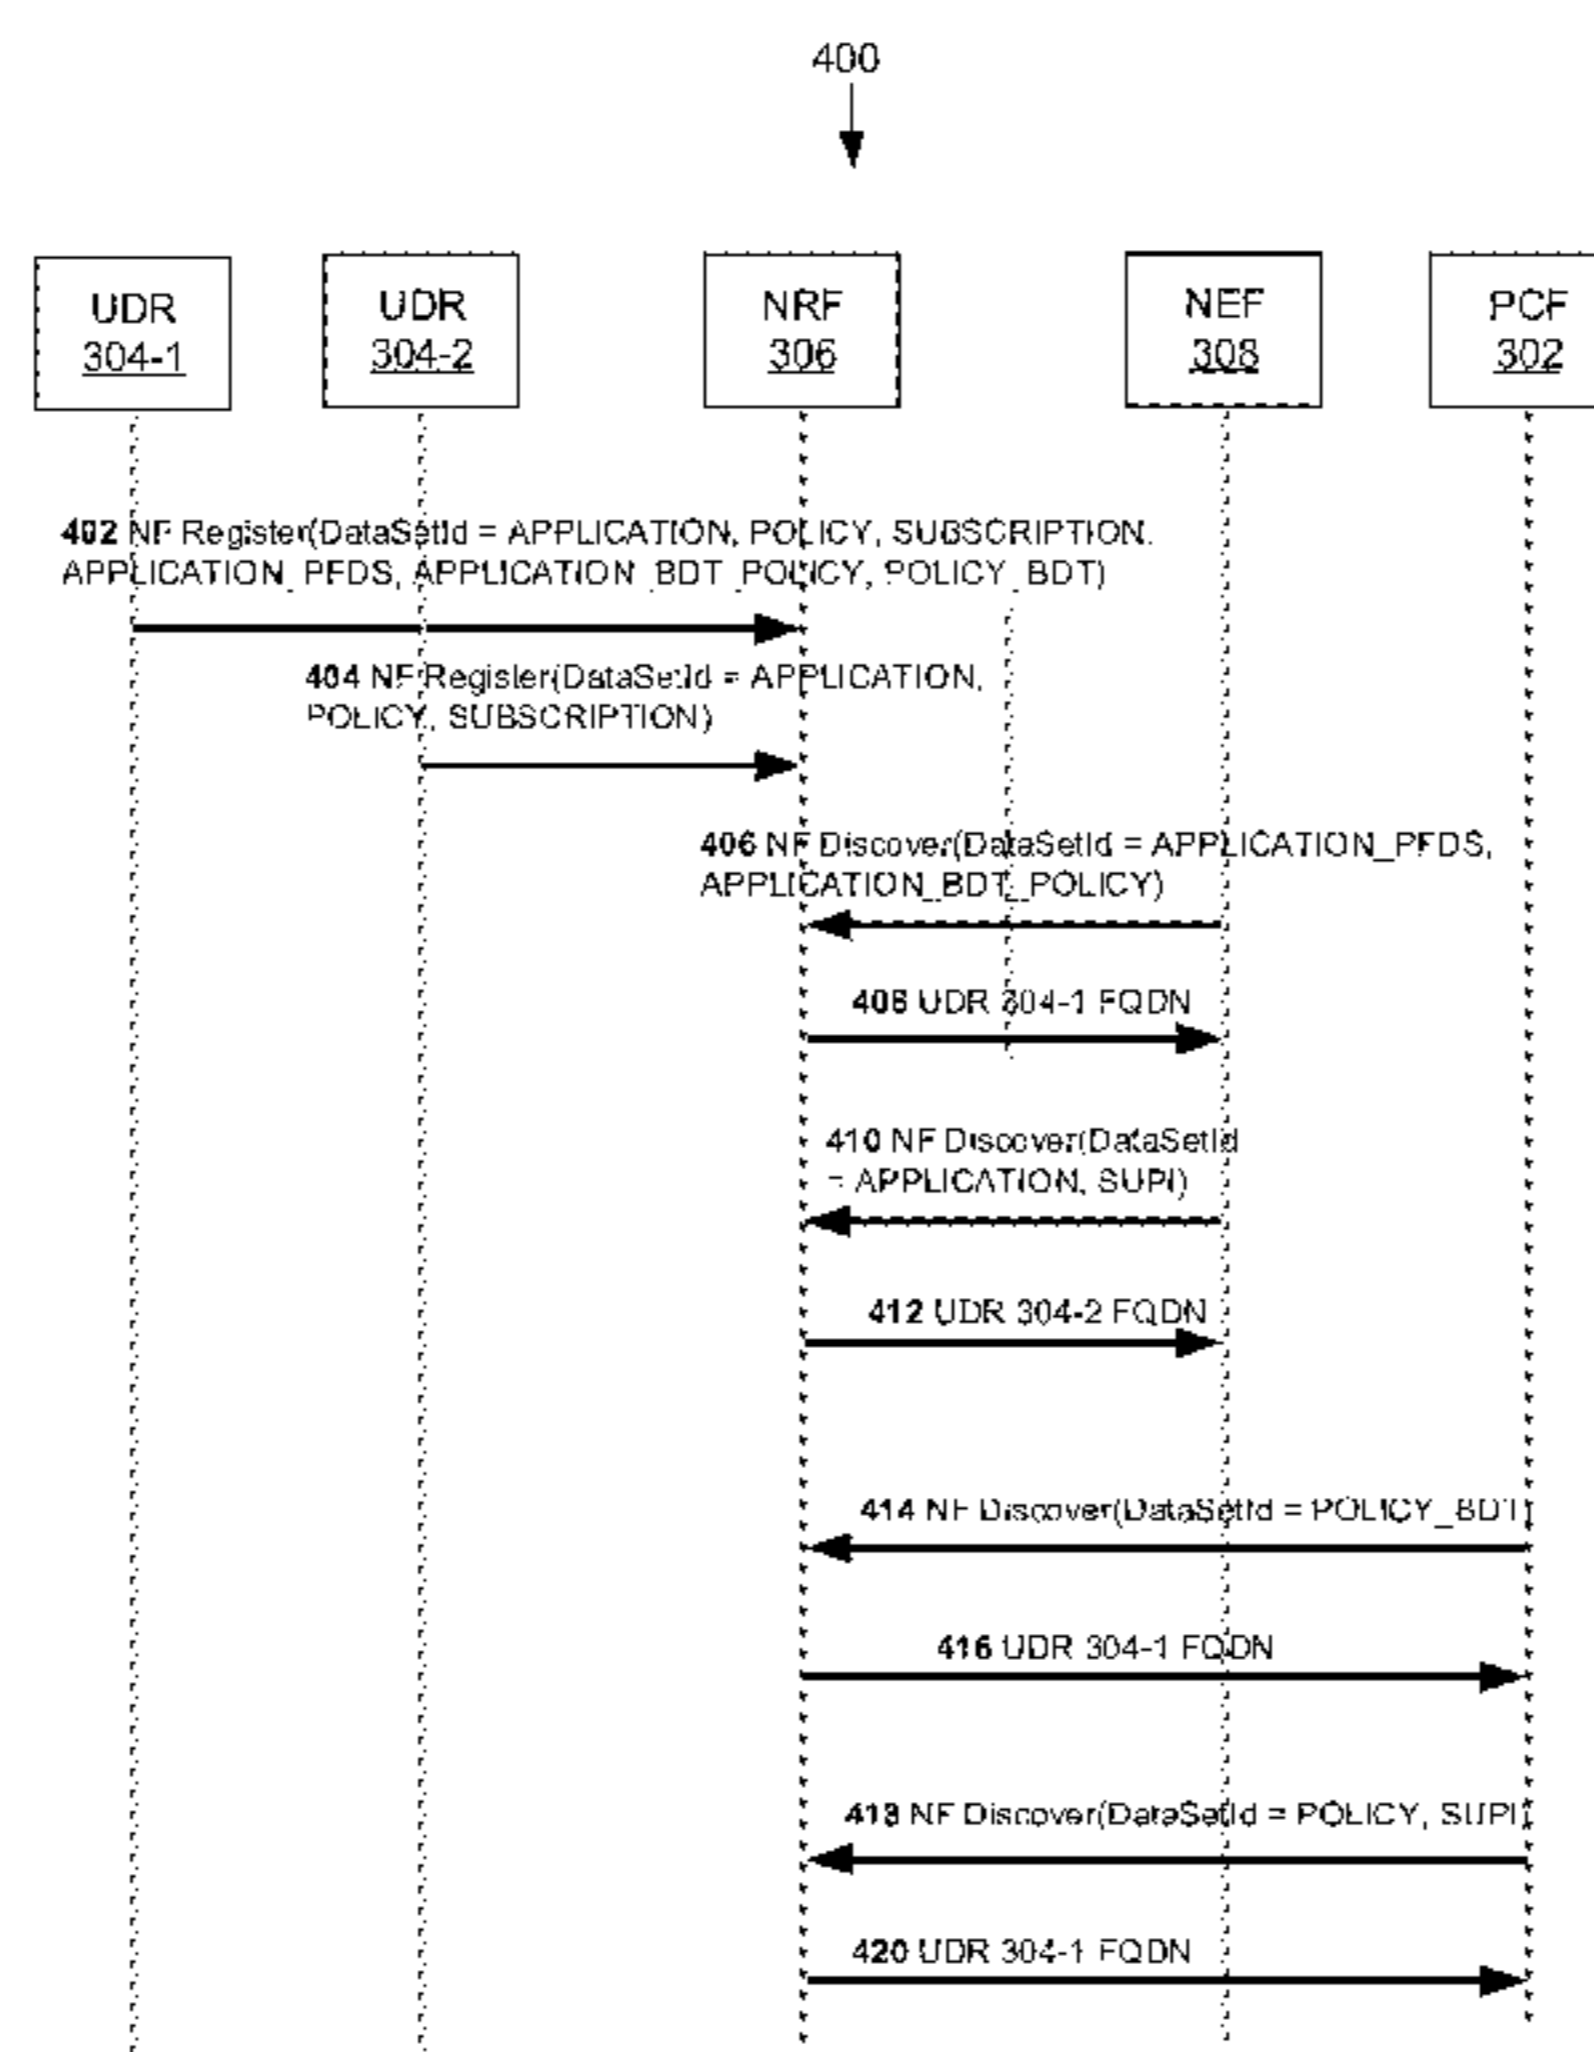 400
UDR
304-1
UDR
304-2
NRF
306
NEF
308
PCF
302
402 NF Register(DataSetId = APPLICATION, POLICY, SUBSCRIPTION,
APPLICATION_PFDS, APPLICATION_BDT_POLICY, POLICY_BDT)
404 NF Register(DataSetId = APPLICATION,
POLICY, SUBSCRIPTION)
406 NF Discover(DataSetId = APPLICATION_PFDS,
APPLICATION_BDT_POLICY)
408 UDR 304-1 FQDN
410 NF Discover(DataSetId
= APPLICATION, SUPI)
412 UDR 304-2 FQDN
414 NF Discover(DataSetId = POLICY_BDT)
416 UDR 304-1 FQDN
418 NF Discover(DataSetId = POLICY, SUPI)
420 UDR 304-1 FQDN